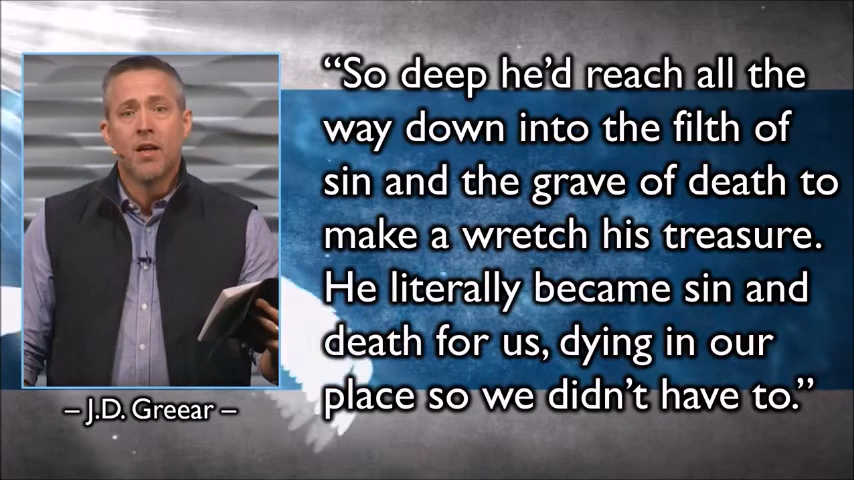 “So deep he’d reach all the
way down into the filth of
sin and the grave of death to
make a wretch his treasure.
He literally became sin and
death for us, dying in our
place so we didn’t have to.”
– J.D. Greear –